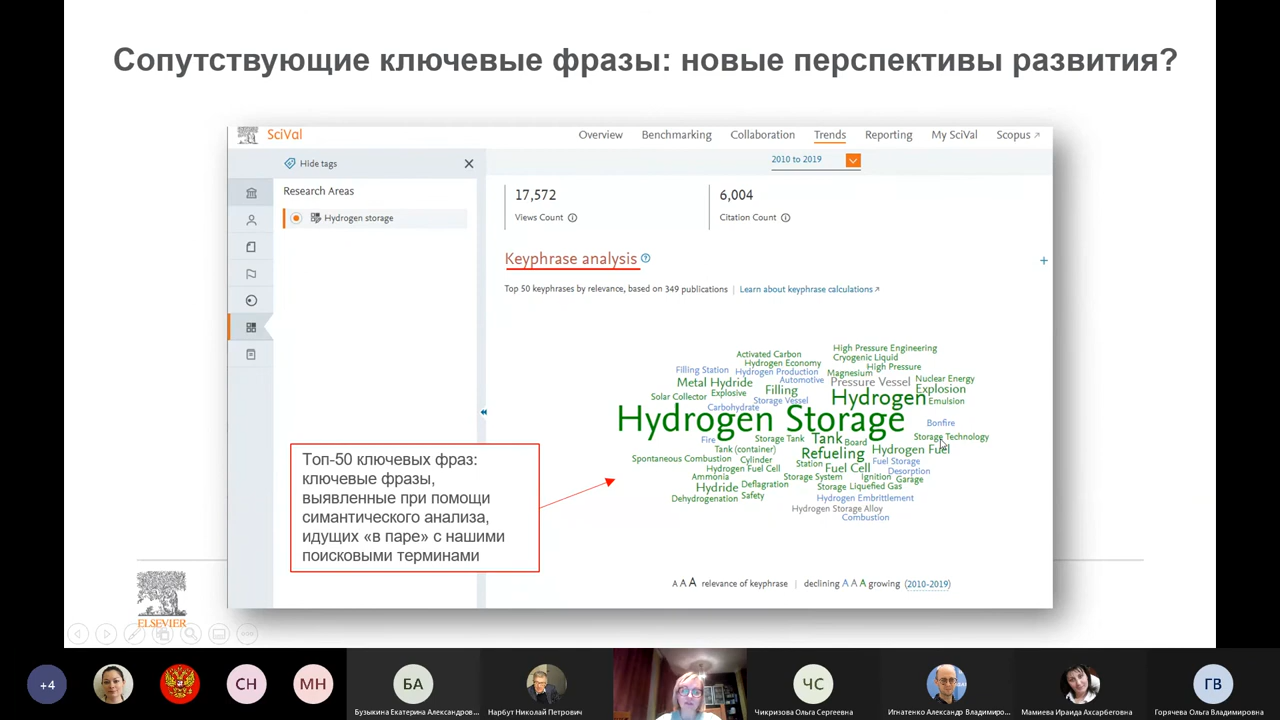 Сопутствующие ключевые фразы: новые перспективы развития?
SciVal
Overview Benchmarking Collaboration Trends Reporting My SciVal Scopus ↗
Hide tags
2010 to 2019
Research Areas
Hydrogen storage
17,572
Views Count
6,004
Citation Count
Keyphrase analysis
Top 50 keyphrases by relevance, based on 349 publications | Learn about keyphrase calculations ↗
High Pressure Engineering
Activated Carbon
Cryogenic Liquid
Hydrogen Economy
High Pressure
Filling Station
Hydrogen Production
Magnesium
Automotive
Metal Hydride
Pressure Vessel
Nuclear Energy
Filling
Explosion
Explosive
Solar Collector
Storage Vessel
Hydrogen
Emulsion
Carbohydrate
Hydrogen Storage
Bonfire
Fire
Storage Tank
Tank
Board
Storage Technology
Tank (container)
Refueling
Hydrogen Fuel
Spontaneous Combustion
Cylinder
Station
Fuel Storage
Hydrogen Fuel Cell
Fuel Cell
Desorption
Ammonia
Storage System
Ignition
Garage
Hydride
Deflagration
Storage
Liquefied Gas
Dehydrogenation
Safety
Hydrogen Embrittlement
Hydrogen Storage Alloy
Combustion
A A A relevance of keyphrase | declining A A A growing (2010-2019)
Топ-50 ключевых фраз:
ключевые фразы,
выявленные при помощи
симантического анализа,
идущих «в паре» с нашими
поисковыми терминами
ELSEVIER
+4
СН
МН
БА
ЧС
ГВ
Бузыкина Екатерина Александров...
Нарбут Николай Петрович
Чикризова Ольга Сергеевна
Игнатенко Александр Владимиро...
Мамиева Ираида Ахсарбеговна
Горячева Ольга Владимировна